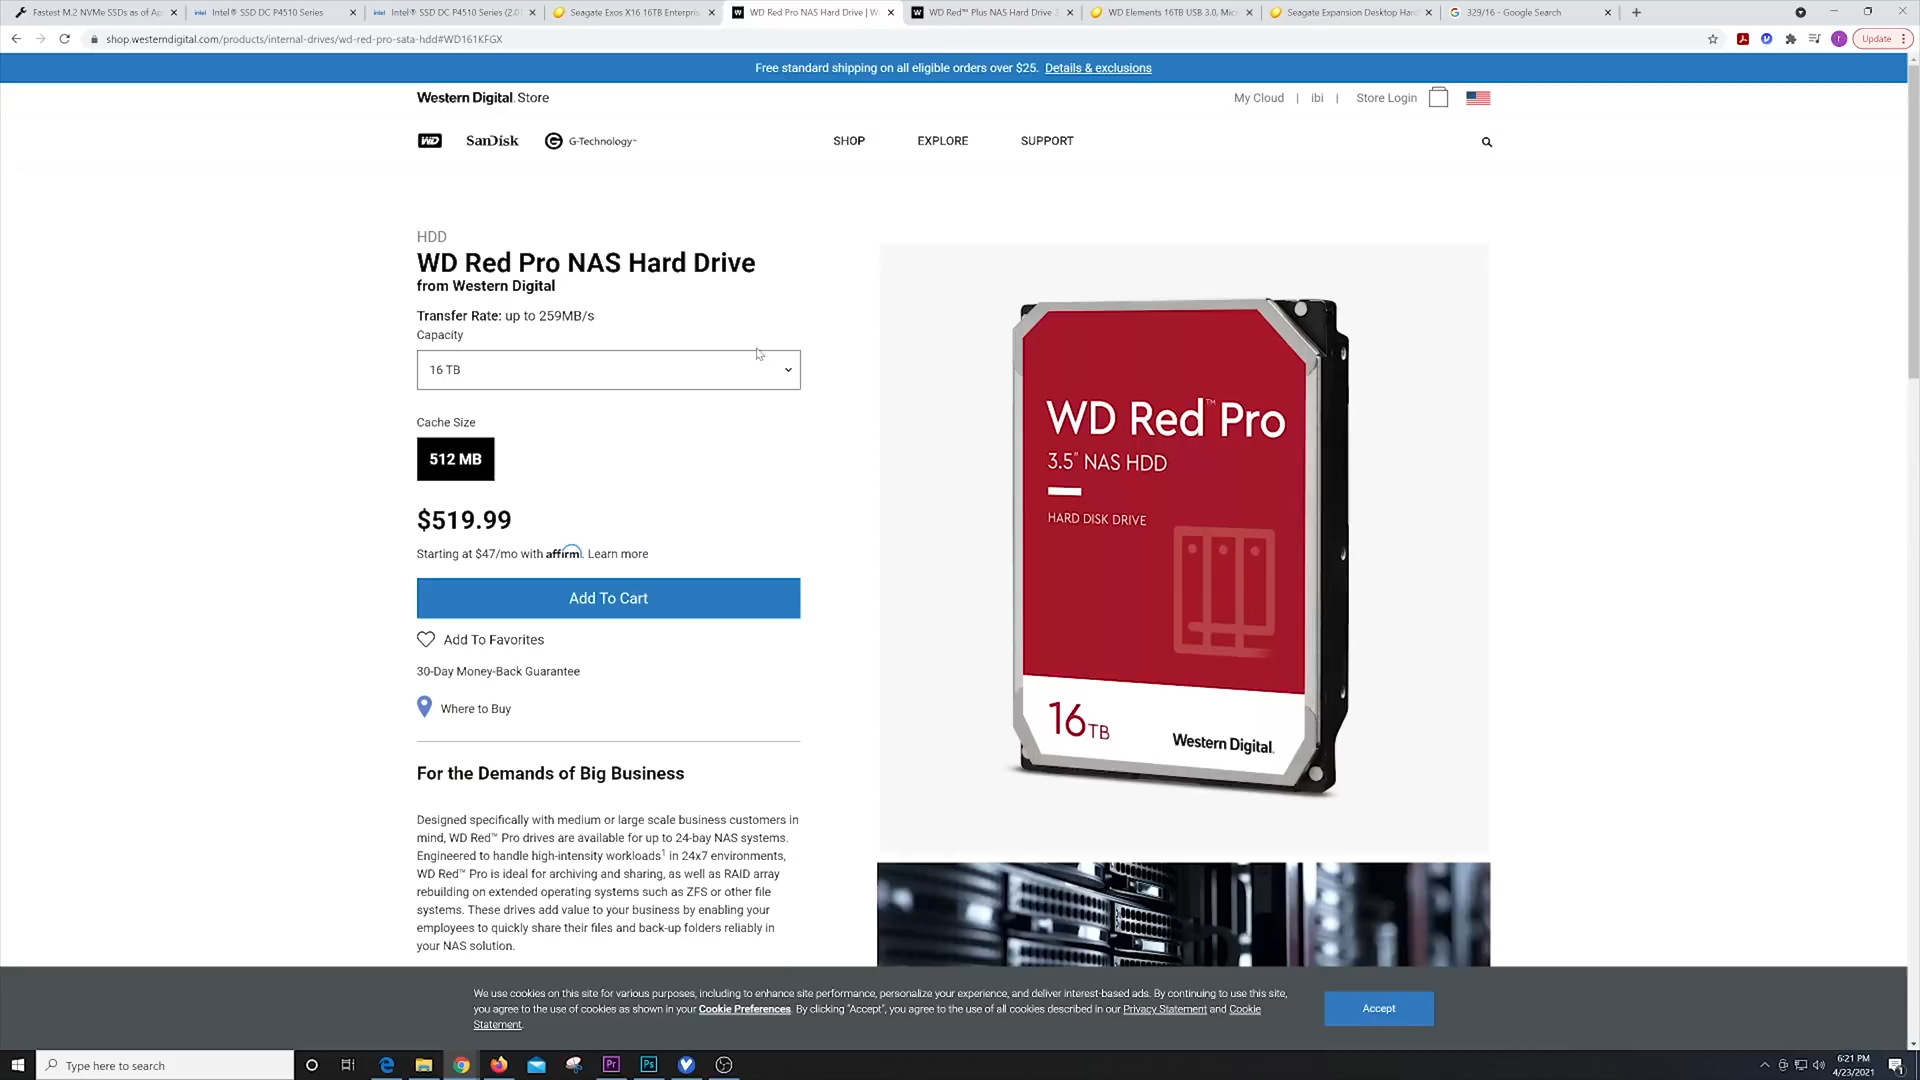 Fastest M.2 NVMe SSDs as of Ap
Intel® SSD DC P4510 Series
Intel® SSD DC P4510 Series (2.0
Seagate Exos X16 16TB Enterpris
WD Red Pro NAS Hard Drive | W
WD Red™ Plus NAS Hard Drive
WD Elements 16TB USB 3.0, Micr
Seagate Expansion Desktop Hard
329/16 - Google Search
shop.westerndigital.com/products/internal-drives/wd-red-pro-sata-hdd#WD161KFGX
Update
Free standard shipping on all eligible orders over $25. Details & exclusions
Western Digital. Store
My Cloud | ibi | Store Login
WD SanDisk G-Technology™
SHOP EXPLORE SUPPORT
HDD
WD Red Pro NAS Hard Drive
from Western Digital
Transfer Rate: up to 259MB/s
Capacity
16 TB
Cache Size
512 MB
$519.99
Starting at $47/mo with affirm. Learn more
Add To Cart
Add To Favorites
30-Day Money-Back Guarantee
Where to Buy
For the Demands of Big Business
Designed specifically with medium or large scale business customers in
mind, WD Red™ Pro drives are available for up to 24-bay NAS systems.
Engineered to handle high-intensity workloads¹ in 24x7 environments,
WD Red™ Pro is ideal for archiving and sharing, as well as RAID array
rebuilding on extended operating systems such as ZFS or other file
systems. These drives add value to your business by enabling your
employees to quickly share their files and back-up folders reliably in
your NAS solution.
WD Red™ Pro
3.5" NAS HDD
HARD DISK DRIVE
16TB
Western Digital.
We use cookies on this site for various purposes, including to enhance site performance, personalize your experience, and deliver interest-based ads. By continuing to use this site,
you agree to the use of cookies as shown in your Cookie Preferences. By clicking "Accept", you agree to the use of all cookies described in our Privacy Statement and Cookie
Statement.
Accept
Type here to search
Pr
Ps
6:21 PM
4/23/2021